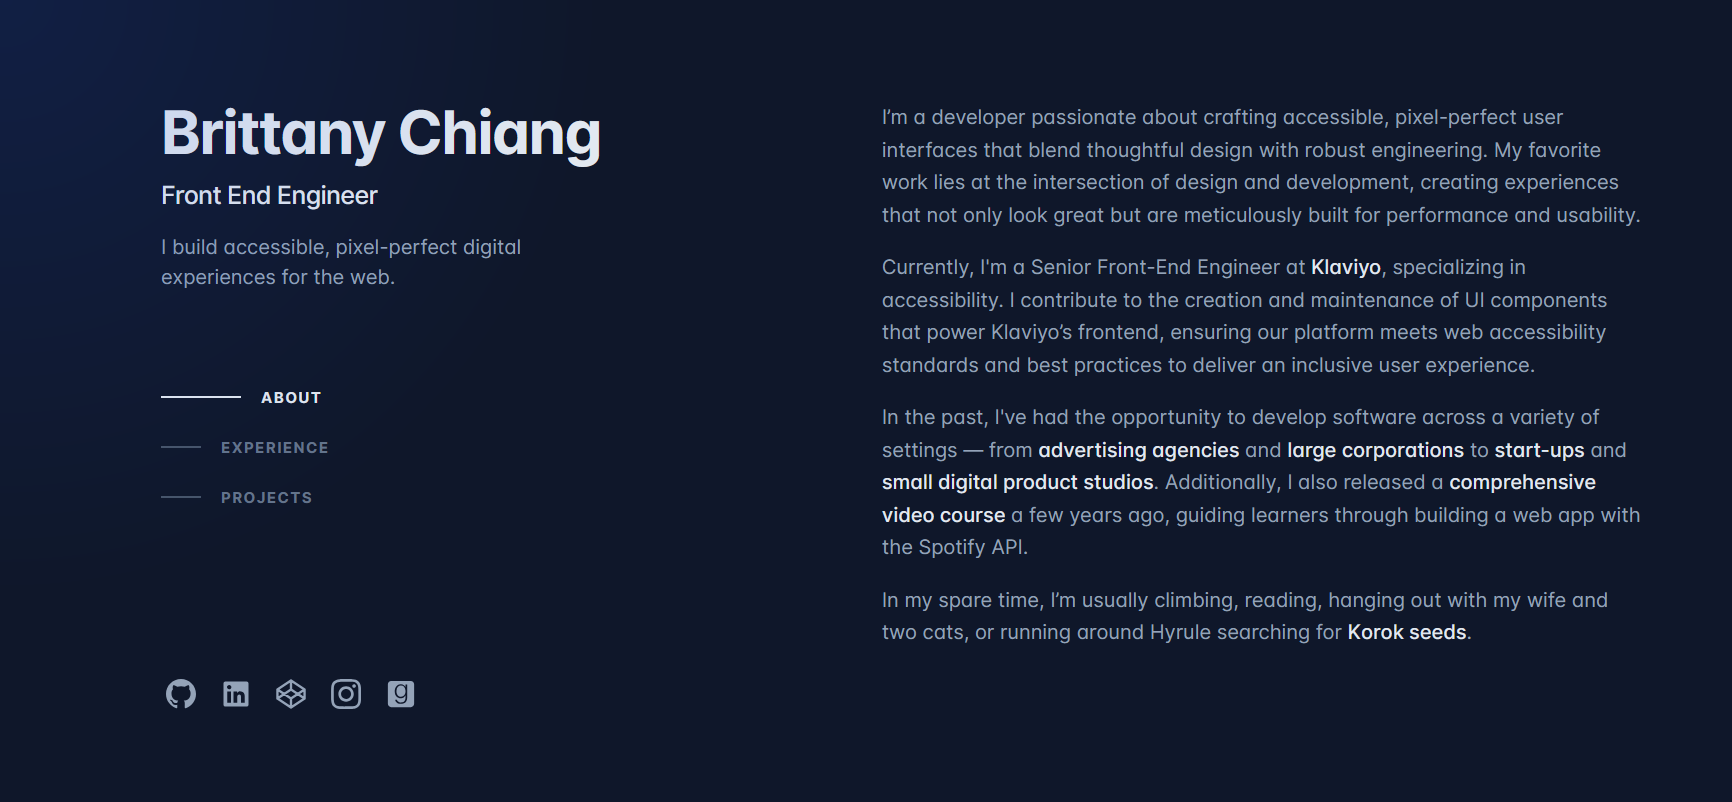 Brittany Chiang
Front End Engineer
I build accessible, pixel-perfect digital
experiences for the web.
ABOUT
EXPERIENCE
PROJECTS
I’m a developer passionate about crafting accessible, pixel-perfect user
interfaces that blend thoughtful design with robust engineering. My favorite
work lies at the intersection of design and development, creating experiences
that not only look great but are meticulously built for performance and usability.
Currently, I'm a Senior Front-End Engineer at Klaviyo, specializing in
accessibility. I contribute to the creation and maintenance of UI components
that power Klaviyo’s frontend, ensuring our platform meets web accessibility
standards and best practices to deliver an inclusive user experience.
In the past, I've had the opportunity to develop software across a variety of
settings — from advertising agencies and large corporations to start-ups and
small digital product studios. Additionally, I also released a comprehensive
video course a few years ago, guiding learners through building a web app with
the Spotify API.
In my spare time, I’m usually climbing, reading, hanging out with my wife and
two cats, or running around Hyrule searching for Korok seeds.